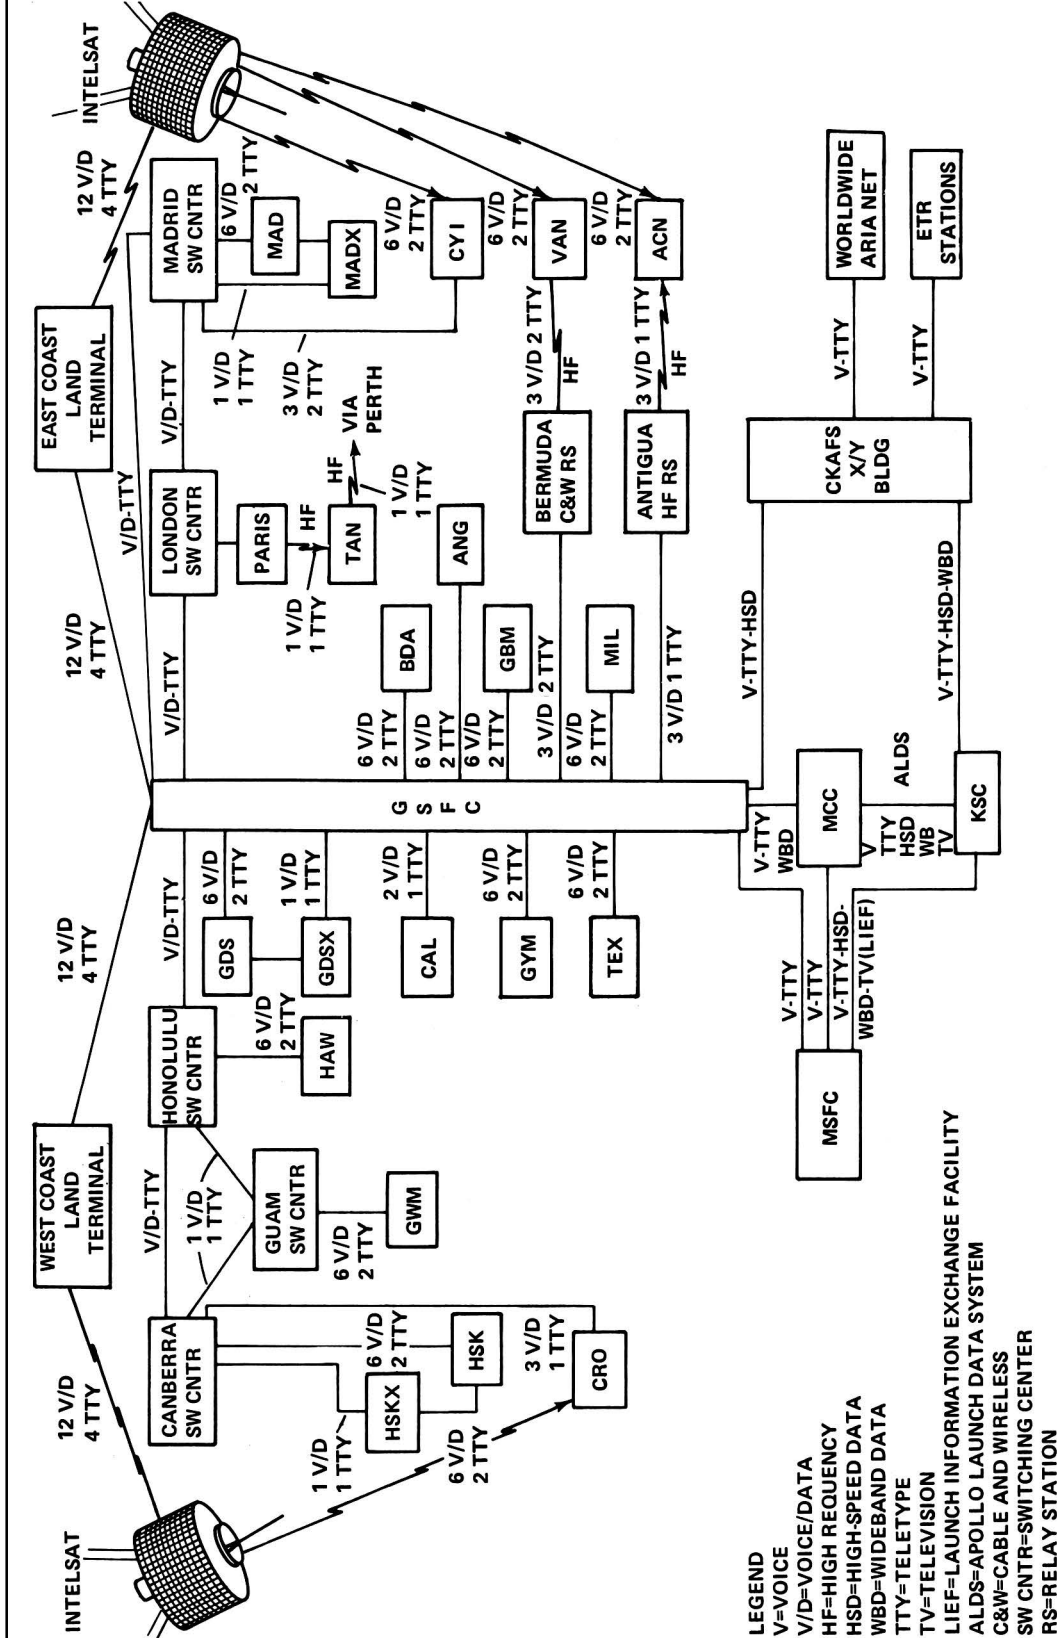 INTELSAT
12 V/D
4 TTY
WEST COAST
LAND
TERMINAL
12 V/D
4 TTY
12 V/D
4 TTY
EAST COAST
LAND
TERMINAL
12 V/D
4 TTY
INTELSAT
CANBERRA
SW CNTR
V/D-TTY
HONOLULU
SW CNTR
V/D-TTY
V/D-TTY
V/D-TTY
LONDON
SW CNTR
V/D-TTY
MADRID
SW CNTR
1 V/D
1 TTY
GUAM
SW CNTR
6 V/D
2 TTY
GWM
6 V/D
2 TTY
HAW
6 V/D
2 TTY
GDS
1 V/D
1 TTY
GDSX
2 V/D
1 TTY
CAL
6 V/D
2 TTY
GYM
6 V/D
2 TTY
TEX
G
S
F
C
PARIS
HF
1 V/D
1 TTY
TAN
HF
VIA
PERTH
1 V/D
1 TTY
6 V/D
2 TTY
MAD
MADX
1 V/D
1 TTY
3 V/D
2 TTY
6 V/D
2 TTY
CYI
6 V/D
2 TTY
VAN
6 V/D
2 TTY
ACN
6 V/D
2 TTY
BDA
6 V/D
2 TTY
ANG
6 V/D
2 TTY
GBM
3 V/D 2 TTY
BERMUDA
C&W RS
3 V/D 2 TTY
HF
6 V/D
2 TTY
MIL
3 V/D 1 TTY
ANTIGUA
HF RS
3 V/D 1 TTY
HF
1 V/D
1 TTY
HSKX
6 V/D
2 TTY
HSK
6 V/D
2 TTY
3 V/D
1 TTY
CRO
V-TTY
WBD
MCC
V-TTY-HSD
CKAFS
X/Y
BLDG
V-TTY
WORLDWIDE
ARIA NET
V-TTY
ETR
STATIONS
MSFC
V-TTY
V-TTY
V-TTY-HSD-
WBD-TV(LIEF)
V
TTY
HSD
WB
TV
ALDS
KSC
V-TTY-HSD-WBD
LEGEND
V=VOICE
V/D=VOICE/DATA
HF=HIGH REQUENCY
HSD=HIGH-SPEED DATA
WBD=WIDEBAND DATA
TTY=TELETYPE
TV=TELEVISION
LIEF=LAUNCH INFORMATION EXCHANGE FACILITY
ALDS=APOLLO LAUNCH DATA SYSTEM
C&W=CABLE AND WIRELESS
SW CNTR=SWITCHING CENTER
RS=RELAY STATION